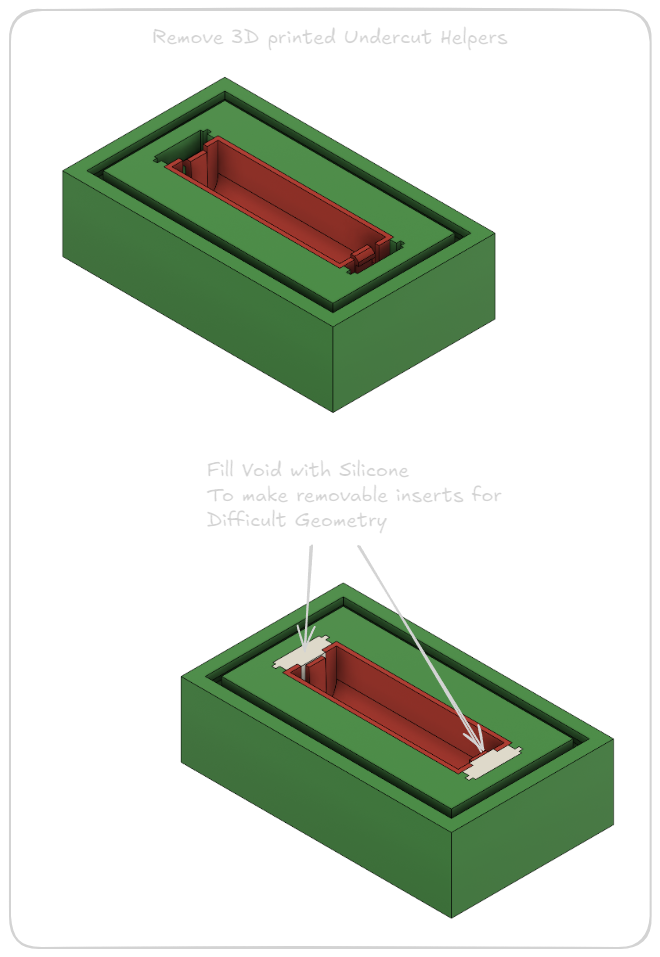 Remove 3D printed Undercut Helpers
Fill Void with Silicone
To make removable inserts for
Difficult Geometry